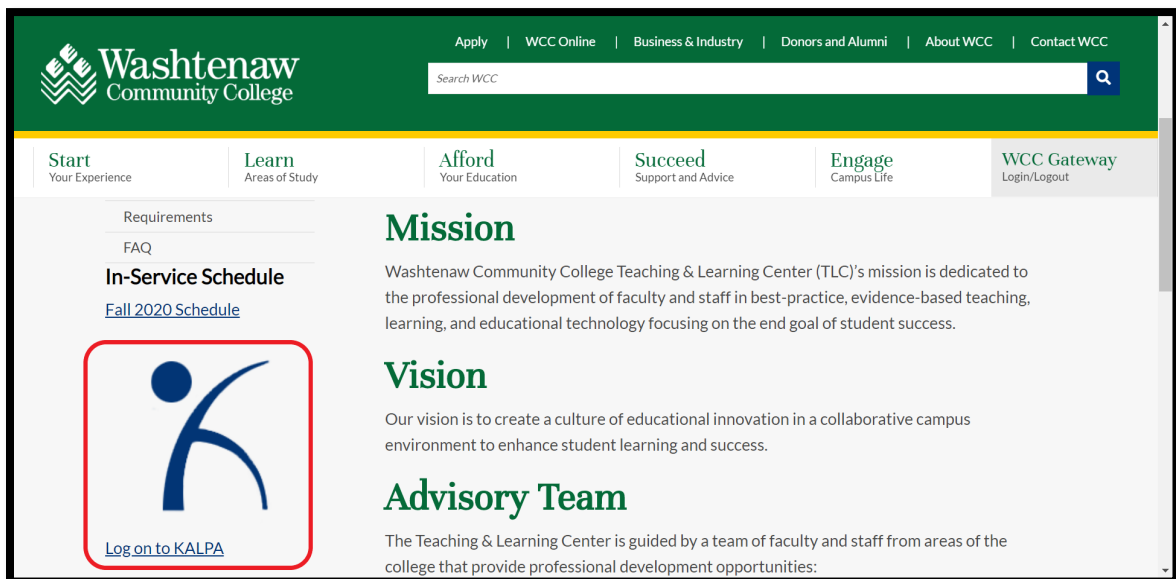 Washtenaw
Community College
Apply | WCC Online | Business & Industry | Donors and Alumni | About WCC | Contact WCC
Search WCC
Start
Your Experience
Learn
Areas of Study
Afford
Your Education
Succeed
Support and Advice
Engage
Campus Life
WCC Gateway
Login/Logout
Requirements
FAQ
In-Service Schedule
Fall 2020 Schedule
Log on to KALPA
Mission
Washtenaw Community College Teaching & Learning Center (TLC)'s mission is dedicated to
the professional development of faculty and staff in best-practice, evidence-based teaching,
learning, and educational technology focusing on the end goal of student success.
Vision
Our vision is to create a culture of educational innovation in a collaborative campus
environment to enhance student learning and success.
Advisory Team
The Teaching & Learning Center is guided by a team of faculty and staff from areas of the
college that provide professional development opportunities: